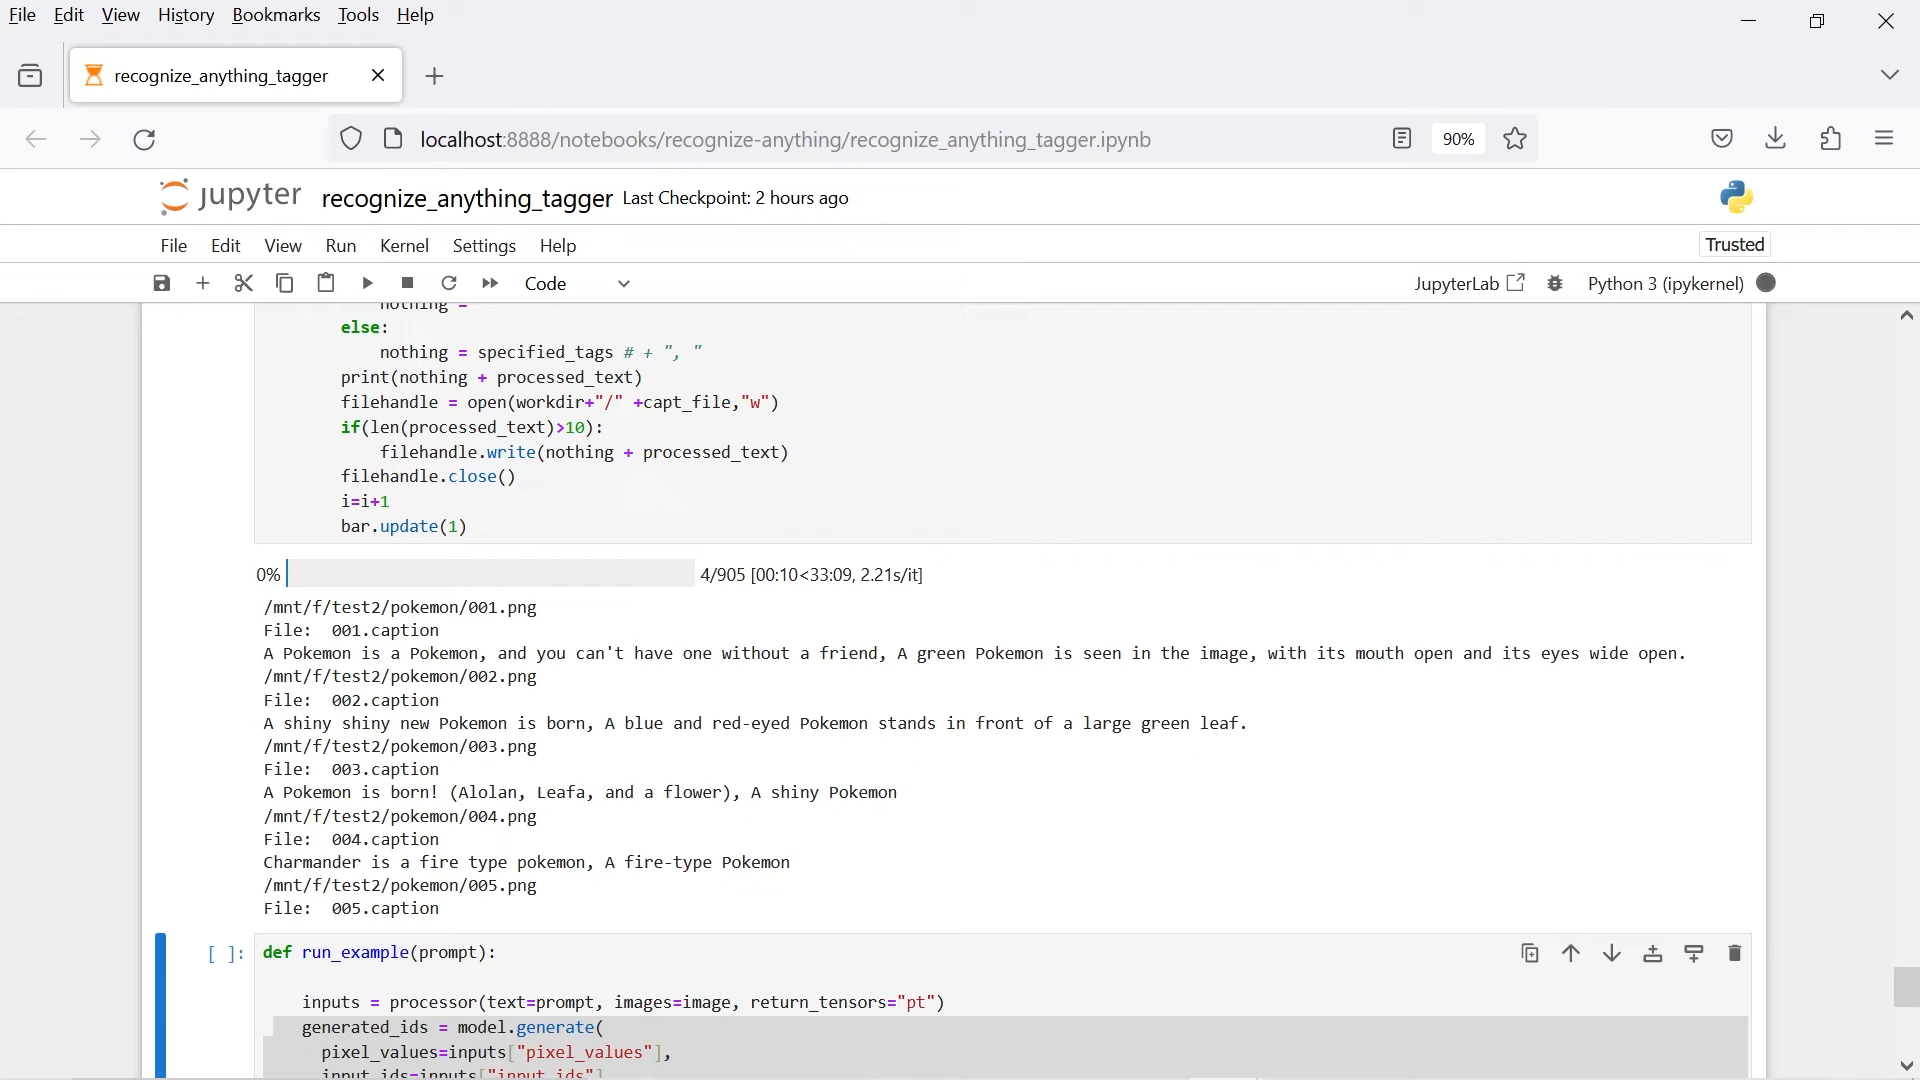 File Edit View History Bookmarks Tools Help
recognize_anything_tagger
localhost:8888/notebooks/recognize-anything/recognize_anything_tagger.ipynb 90%
jupyter recognize_anything_tagger Last Checkpoint: 2 hours ago
File Edit View Run Kernel Settings Help Trusted
Code JupyterLab Python 3 (ipykernel)
nothing =
else:
nothing = specified_tags # + ", "
print(nothing + processed_text)
filehandle = open(workdir+"/" +capt_file,"w")
if(len(processed_text)>10):
filehandle.write(nothing + processed_text)
filehandle.close()
i=i+1
bar.update(1)
0% 4/905 [00:10<33:09, 2.21s/it]
/mnt/f/test2/pokemon/001.png
File:  001.caption
A Pokemon is a Pokemon, and you can't have one without a friend, A green Pokemon is seen in the image, with its mouth open and its eyes wide open.
/mnt/f/test2/pokemon/002.png
File:  002.caption
A shiny shiny new Pokemon is born, A blue and red-eyed Pokemon stands in front of a large green leaf.
/mnt/f/test2/pokemon/003.png
File:  003.caption
A Pokemon is born! (Alolan, Leafa, and a flower), A shiny Pokemon
/mnt/f/test2/pokemon/004.png
File:  004.caption
Charmander is a fire type pokemon, A fire-type Pokemon
/mnt/f/test2/pokemon/005.png
File:  005.caption
[ ]: def run_example(prompt):
inputs = processor(text=prompt, images=image, return_tensors="pt")
generated_ids = model.generate(
pixel_values=inputs["pixel_values"],
input_ids=inputs["input_ids"]